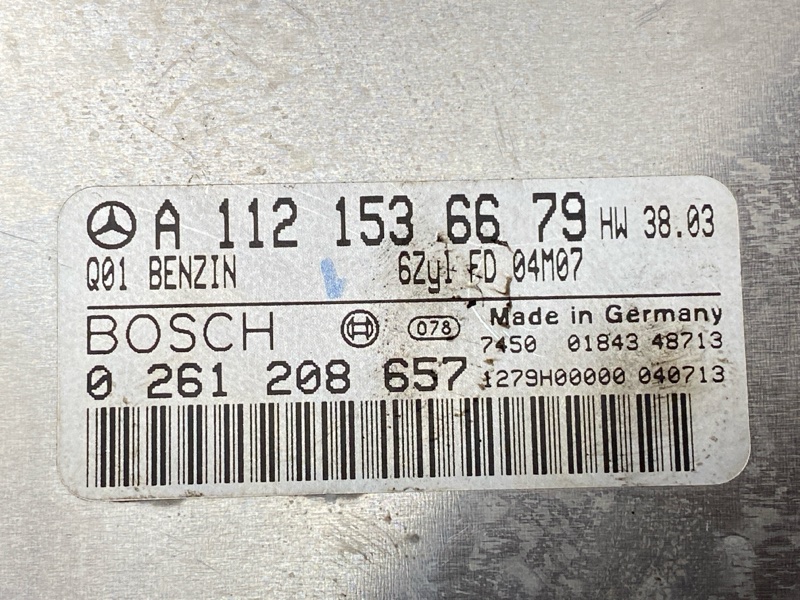 A 112 153 66 79 HW 38.03
Q01 BENZIN 6Zyl FD 04M07
BOSCH 078 Made in Germany
7450 01843 48713
0 261 208 657 1279H00000 040713